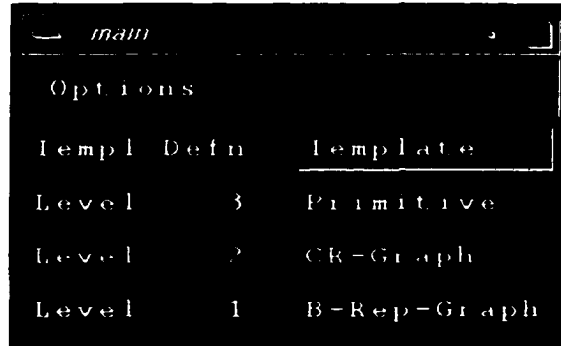 main
Options
Templ Defn Template
Level 3 Primitive
Level 2 CR-Graph
Level 1 B-Rep-Graph